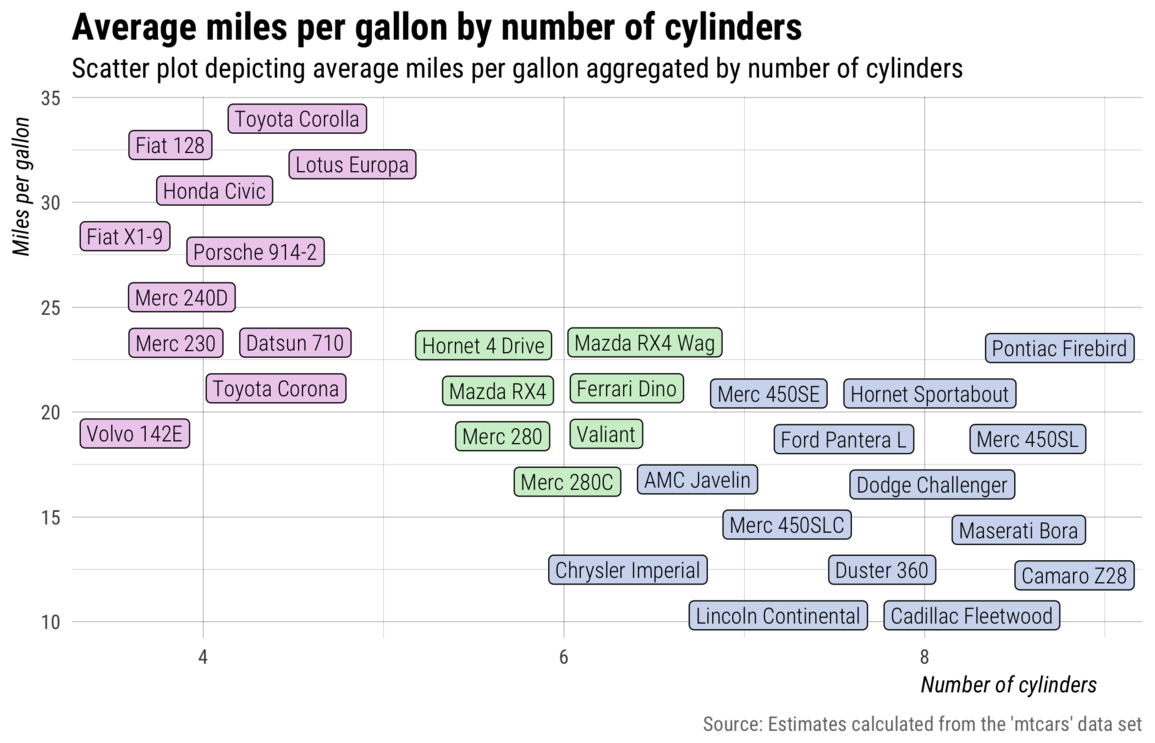 Average miles per gallon by number of cylinders
Scatter plot depicting average miles per gallon aggregated by number of cylinders
Miles per gallon
35
30
25
20
15
10
Toyota Corolla
Fiat 128
Lotus Europa
Honda Civic
Fiat X1-9
Porsche 914-2
Merc 240D
Merc 230
Datsun 710
Hornet 4 Drive
Mazda RX4 Wag
Pontiac Firebird
Toyota Corona
Mazda RX4
Ferrari Dino
Merc 450SE
Hornet Sportabout
Volvo 142E
Merc 280
Valiant
Ford Pantera L
Merc 450SL
Merc 280C
AMC Javelin
Dodge Challenger
Merc 450SLC
Maserati Bora
Chrysler Imperial
Duster 360
Camaro Z28
Lincoln Continental
Cadillac Fleetwood
4
6
8
Number of cylinders
Source: Estimates calculated from the 'mtcars' data set